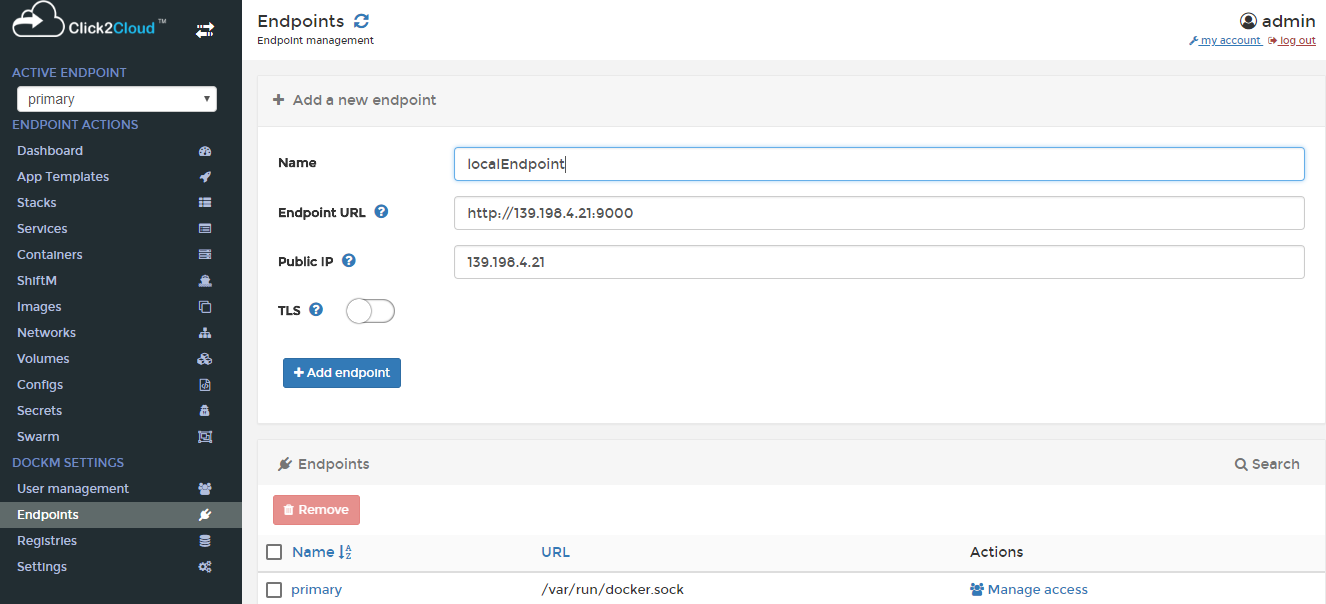 Click2Cloud™
ACTIVE ENDPOINT
primary
ENDPOINT ACTIONS
Dashboard
App Templates
Stacks
Services
Containers
ShiftM
Images
Networks
Volumes
Configs
Secrets
Swarm
DOCKM SETTINGS
User management
Endpoints
Registries
Settings
Endpoints
Endpoint management
admin
my account log out
Add a new endpoint
Name localEndpoint
Endpoint URL http://139.198.4.21:9000
Public IP 139.198.4.21
TLS
Add endpoint
Endpoints Search
Remove
Name URL Actions
primary /var/run/docker.sock Manage access